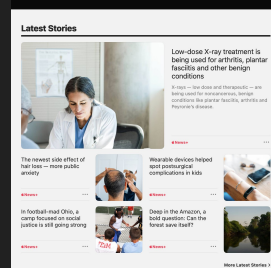 Latest Stories
Low-dose X-ray treatment is
being used for arthritis, plantar
fasciitis and other benign
conditions
X-rays — low dose and therapeutic — are
being used for noncancerous, benign
conditions like plantar fasciitis, arthritis and
Peyronie's disease.
News+
The newest side effect of
hair loss — more public
anxiety
News+
Wearable devices helped
spot postsurgical
complications in kids
News+
In football-mad Ohio, a
camp focused on social
justice is still going strong
News+
Deep in the Amazon, a
bold question: Can the
forest save itself?
News+
More Latest Stories